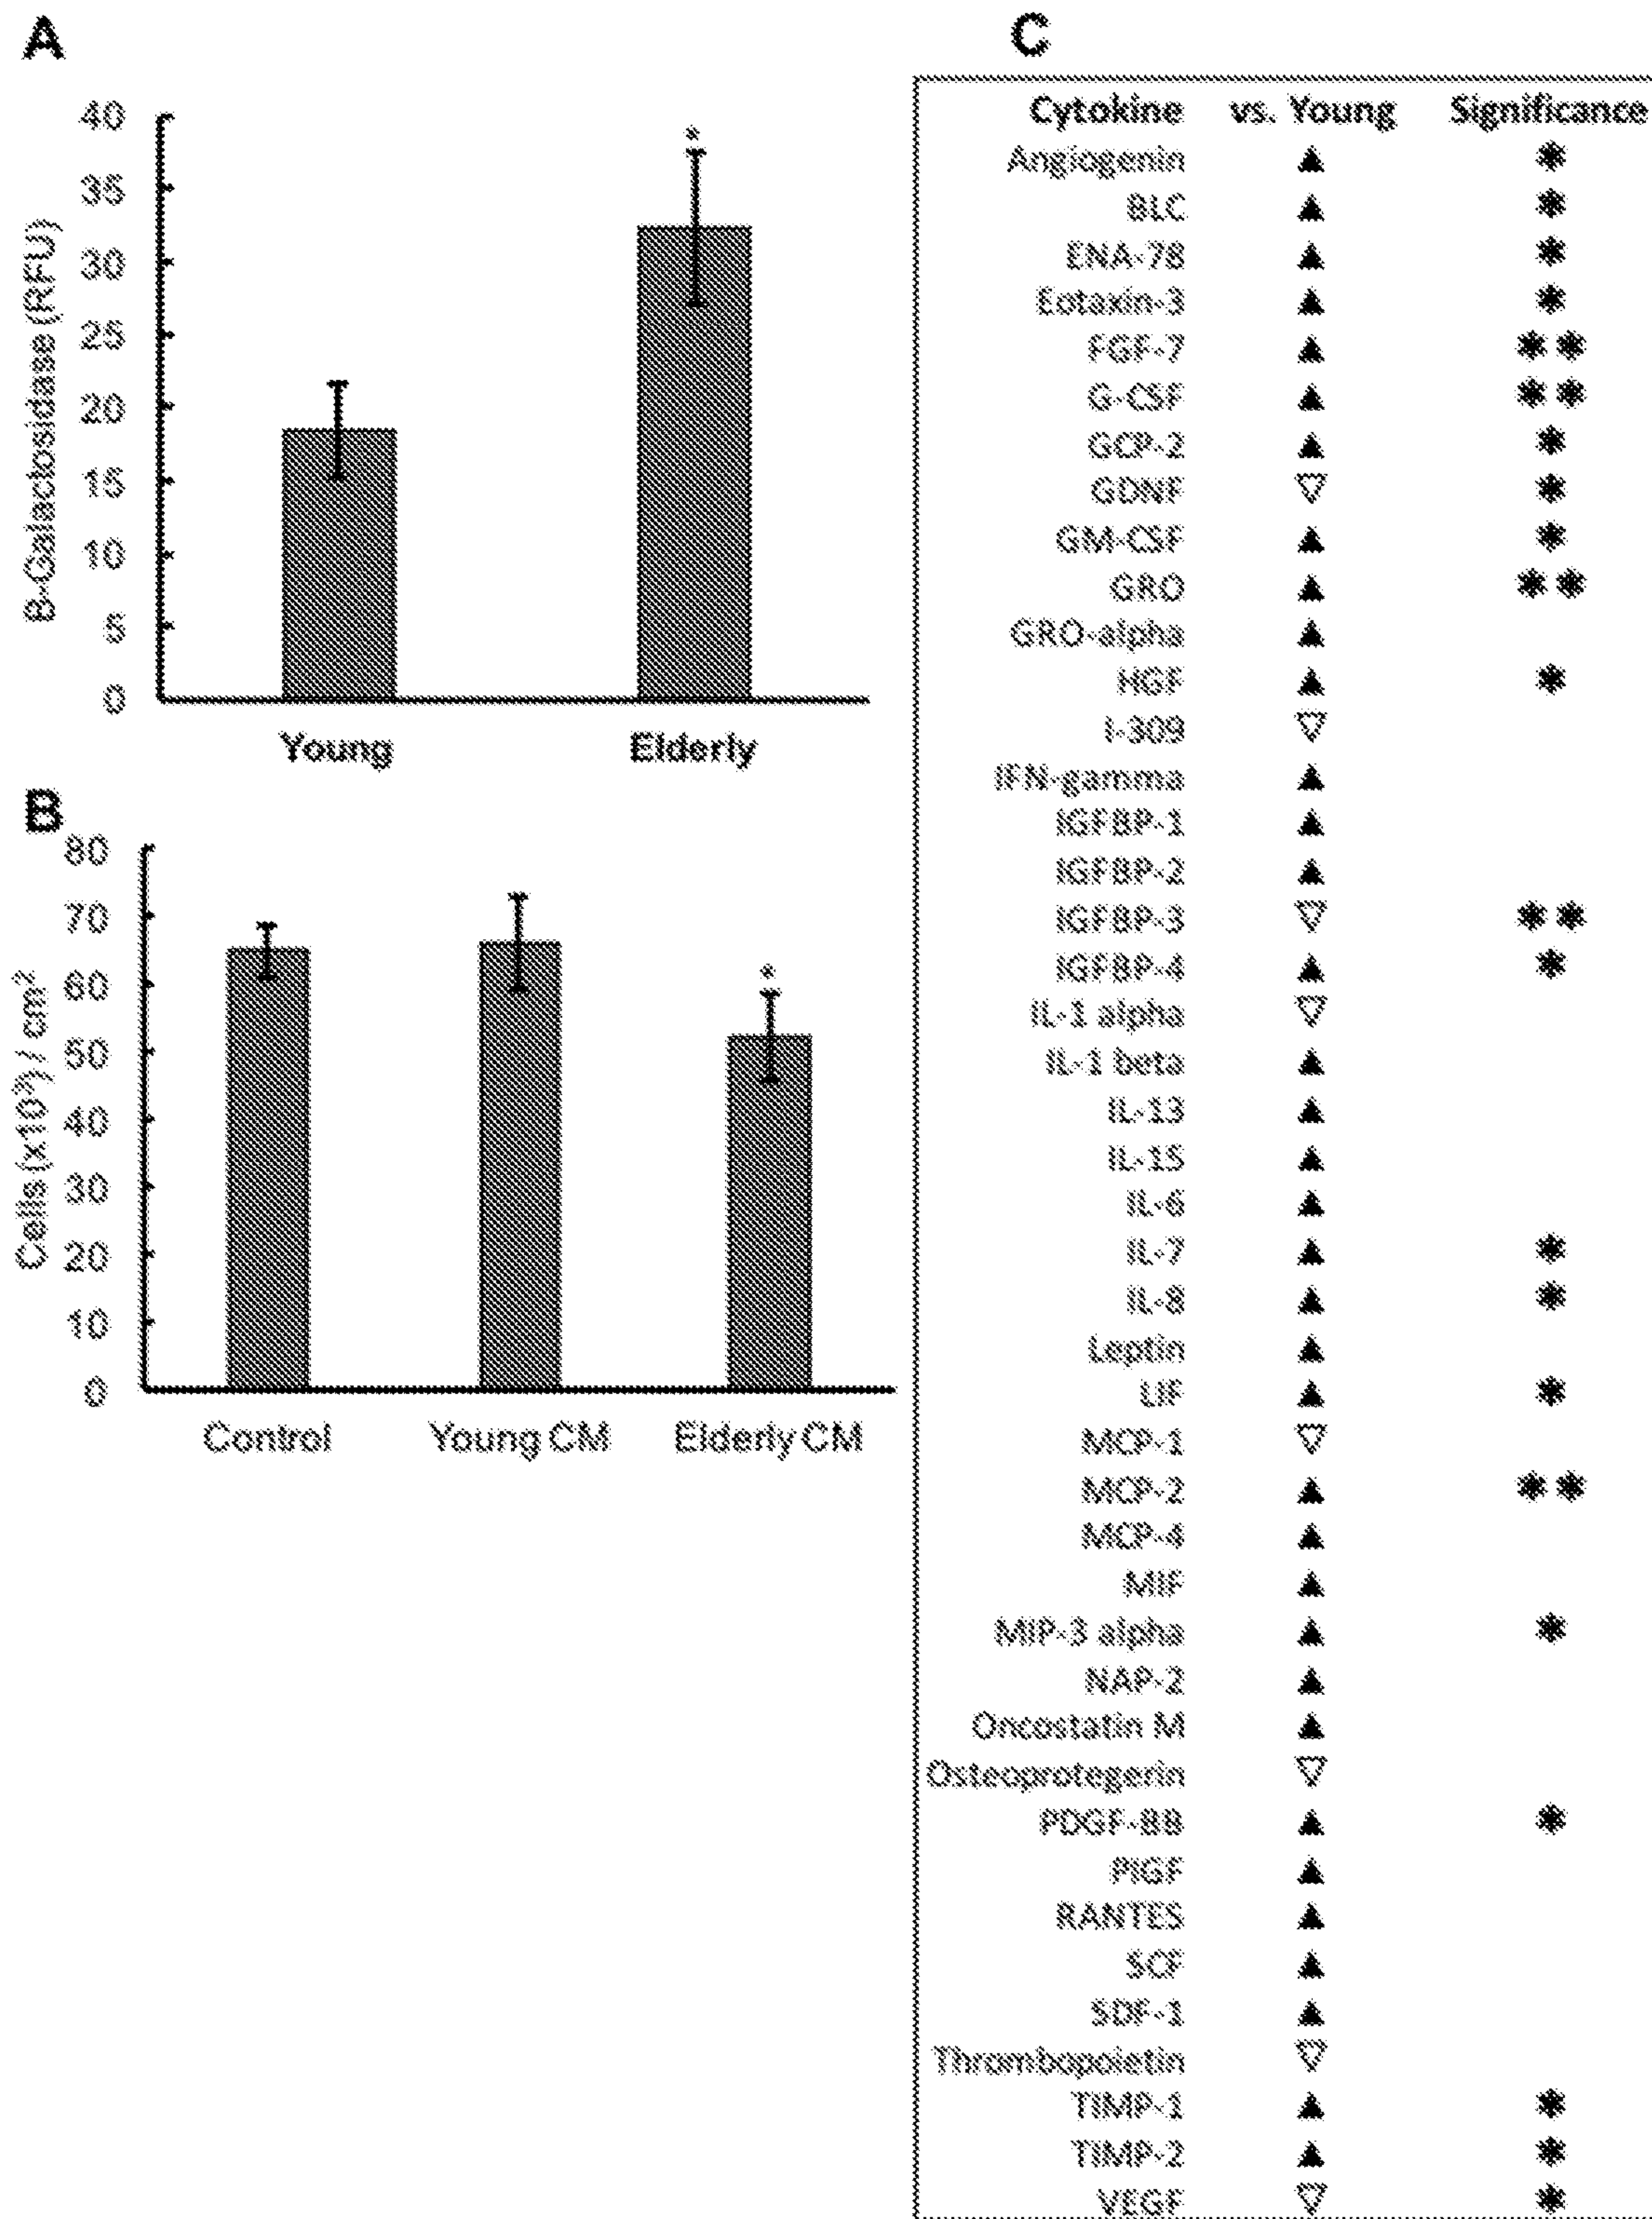 A
B-Galactosidase (RFU)
40
35
30
25
20
15
10
5
0
*
Young
Elderly
B
Cells (x10³) / cm²
80
70
60
50
40
30
20
10
0
*
Control
Young CM
Elderly CM
C
Cytokine vs. Young Significance
Angiogenin ▲ *
BLC ▲ *
ENA-78 ▲ *
Eotaxin-3 ▲ *
FGF-7 ▲ * *
G-CSF ▲ * *
GCP-2 ▲ *
GDNF ▽ *
GM-CSF ▲ *
GRO ▲ * *
GRO-alpha ▲
HGF ▲ *
I-309 ▽
IFN-gamma ▲
IGFBP-1 ▲
IGFBP-2 ▲
IGFBP-3 ▽ * *
IGFBP-4 ▲ *
IL-1 alpha ▽
IL-1 beta ▲
IL-13 ▲
IL-15 ▲
IL-6 ▲
IL-7 ▲ *
IL-8 ▲ *
Leptin ▲
LIF ▲ *
MCP-1 ▽
MCP-2 ▲ * *
MCP-4 ▲
MIF ▲
MIP-3 alpha ▲ *
NAP-2 ▲
Oncostatin M ▲
Osteoprotegerin ▽
PDGF-BB ▲ *
PIGF ▲
RANTES ▲
SCF ▲
SDF-1 ▲
Thrombopoietin ▽
TIMP-1 ▲ *
TIMP-2 ▲ *
VEGF ▽ *